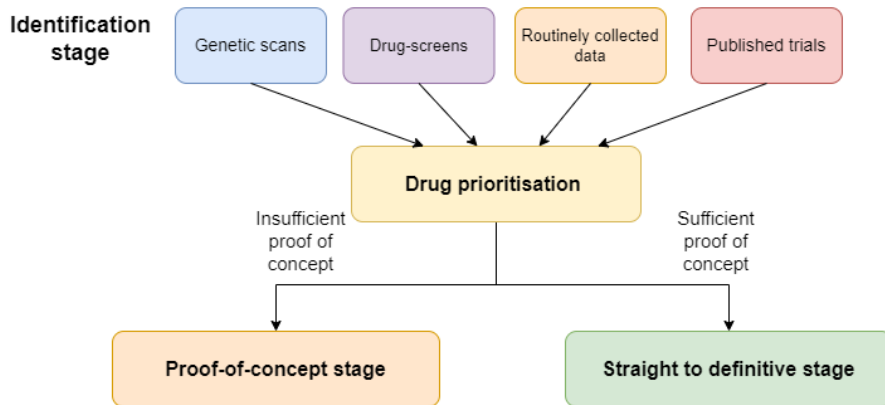 Identification
stage
Genetic scans
Drug-screens
Routinely collected
data
Published trials
Drug prioritisation
Insufficient
proof of
concept
Sufficient
proof of
concept
Proof-of-concept stage
Straight to definitive stage